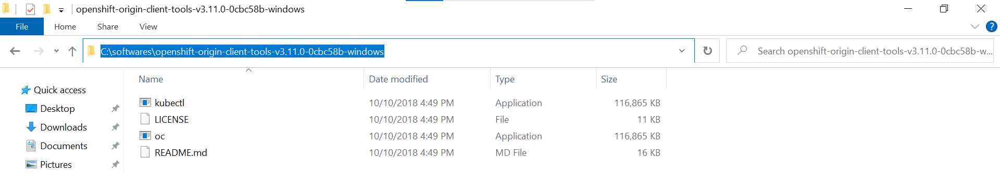 openshift-origin-client-tools-v3.11.0-0cbc58b-windows
File Home Share View
C:\softwares\openshift-origin-client-tools-v3.11.0-0cbc58b-windows Search openshift-origin-client-tools-v3.11.0-0cbc58b-w...
Name Date modified Type Size
Quick access
Desktop
Downloads
Documents
Pictures
kubectl 10/10/2018 4:49 PM Application 116,865 KB
LICENSE 10/10/2018 4:49 PM File 11 KB
oc 10/10/2018 4:49 PM Application 116,865 KB
README.md 10/10/2018 4:49 PM MD File 16 KB